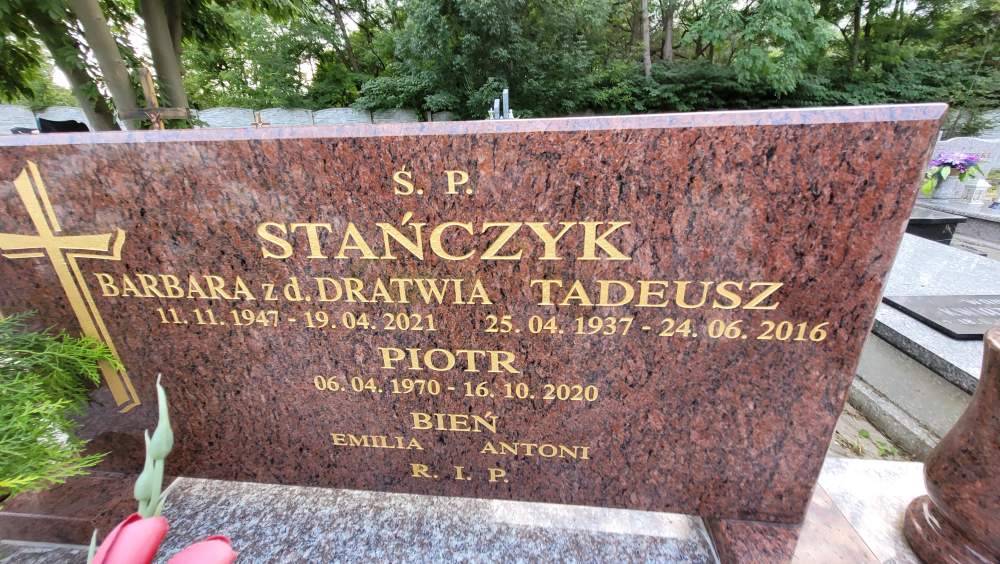 Ś. P.
STAŃCZYK
BARBARA z d. DRATWIA TADEUSZ
11. 11. 1947 - 19. 04. 2021 25. 04. 1937 - 24. 06. 2016
PIOTR
06. 04. 1970 - 16. 10. 2020
BIEŃ
EMILIA ANTONI
R. I. P.